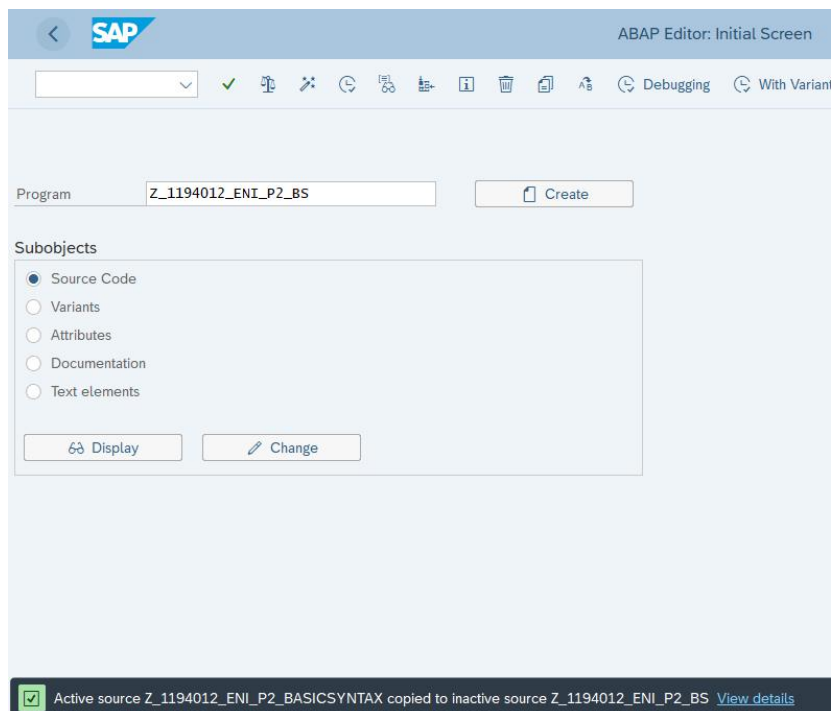 SAP ABAP Editor: Initial Screen
Debugging With Variant
Program Z_1194012_ENI_P2_BS Create
Subobjects
Source Code
Variants
Attributes
Documentation
Text elements
Display Change
Active source Z_1194012_ENI_P2_BASICSYNTAX copied to inactive source Z_1194012_ENI_P2_BS View details